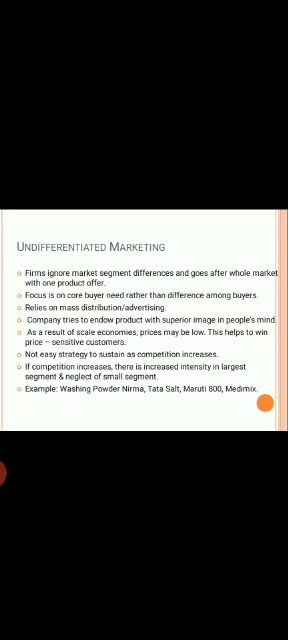 UNDIFFERENTIATED MARKETING
Firms ignore market segment differences and goes after whole market
with one product offer.
Focus is on core buyer need rather than difference among buyers.
Relies on mass distribution/advertising.
Company tries to endow product with superior image in people's mind.
As a result of scale economies, prices may be low. This helps to win
price – sensitive customers.
Not easy strategy to sustain as competition increases.
If competition increases, there is increased intensity in largest
segment & neglect of small segment.
Example: Washing Powder Nirma, Tata Salt, Maruti 800, Medimix.